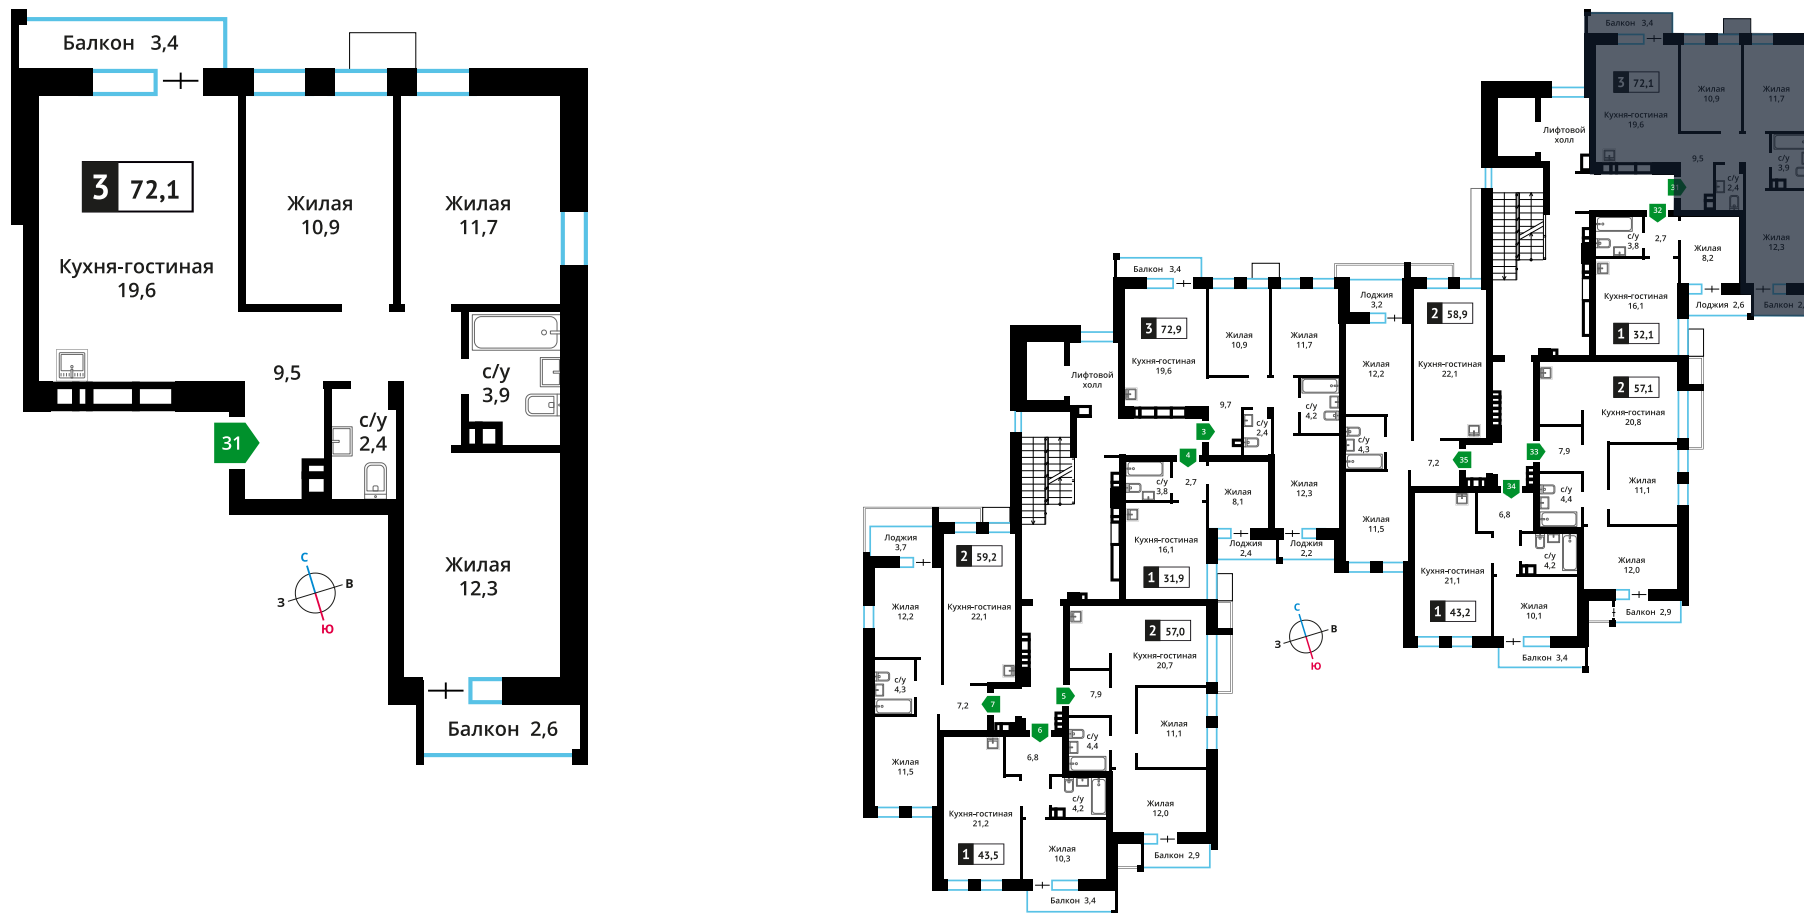 Балкон 3,4
3 72,1
Кухня-гостиная
19,6
Жилая
10,9
Жилая
11,7
9,5
с/у
3,9
с/у
2,4
31
Жилая
12,3
Балкон 2,6
С
В
З
Ю
Балкон 3,4
3 72,1
Кухня-гостиная
19,6
Жилая
10,9
Жилая
11,7
9,5
с/у
3,9
с/у
2,4
31
Жилая
12,3
Лифтовой
холл
32
с/у
3,8
2,7
Жилая
8,2
Кухня-гостиная
16,1
1 32,1
Лоджия 2,6
Балкон 2,
Балкон 3,4
3 72,9
Кухня-гостиная
19,6
Жилая
10,9
Жилая
11,7
9,7
с/у
4,2
с/у
2,4
3
Жилая
12,3
Лоджия
2,2
Лоджия
3,2
2 58,9
Жилая
12,2
Кухня-гостиная
22,1
с/у
4,3
7,2
35
Жилая
11,5
2 57,1
Кухня-гостиная
20,8
33
7,9
с/у
4,4
Жилая
11,1
Жилая
12,0
Балкон 2,9
34
6,8
с/у
4,2
Кухня-гостиная
21,1
1 43,2
Жилая
10,1
Балкон 3,4
Лифтовой
холл
4
с/у
3,8
2,7
Жилая
8,1
Кухня-гостиная
16,1
1 31,9
Лоджия
2,4
Лоджия
3,7
2 59,2
Жилая
12,2
Кухня-гостиная
22,1
с/у
4,3
7,2
7
Жилая
11,5
2 57,0
Кухня-гостиная
20,7
5
7,9
с/у
4,4
Жилая
11,1
Жилая
12,0
Балкон 2,9
6
6,8
с/у
4,2
Кухня-гостиная
21,2
1 43,5
Жилая
10,3
Балкон 3,4
С
В
З
Ю